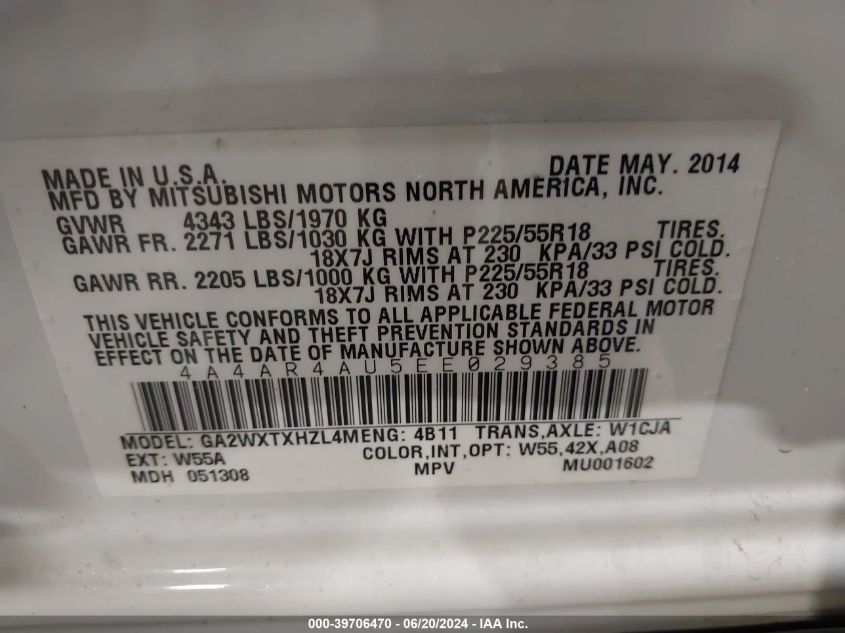 MADE IN U.S.A. DATE MAY. 2014
MFD BY MITSUBISHI MOTORS NORTH AMERICA, INC.
GVWR 4343 LBS/1970 KG
GAWR FR. 2271 LBS/1030 KG WITH P225/55R18 TIRES.
18X7J RIMS AT 230 KPA/33 PSI COLD.
GAWR RR. 2205 LBS/1000 KG WITH P225/55R18 TIRES.
18X7J RIMS AT 230 KPA/33 PSI COLD.
THIS VEHICLE CONFORMS TO ALL APPLICABLE FEDERAL MOTOR
VEHICLE SAFETY AND THEFT PREVENTION STANDARDS IN
EFFECT ON THE DATE OF MANUFACTURE SHOWN ABOVE.
4A4AR4AU5EE029385
MODEL: GA2WXTXHZL4MENG: 4B11 TRANS,AXLE: W1CJA
EXT: W55A COLOR,INT,OPT: W55,42X,A08
MDH 051308 MPV MU001602
000-39706470 - 06/20/2024 - IAA Inc.